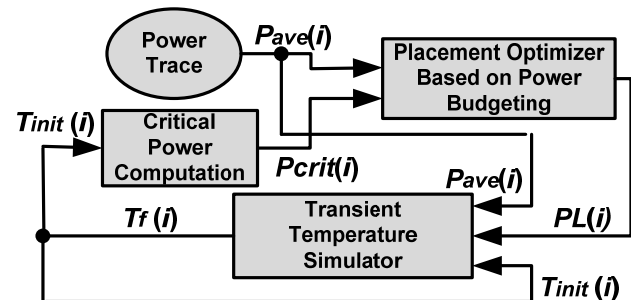 Power
Trace
Pave(i)
Placement Optimizer
Based on Power
Budgeting
Tinit (i)
Critical
Power
Computation
Pcrit(i)
Pave(i)
Tf (i)
Transient
Temperature
Simulator
PL(i)
Tinit (i)